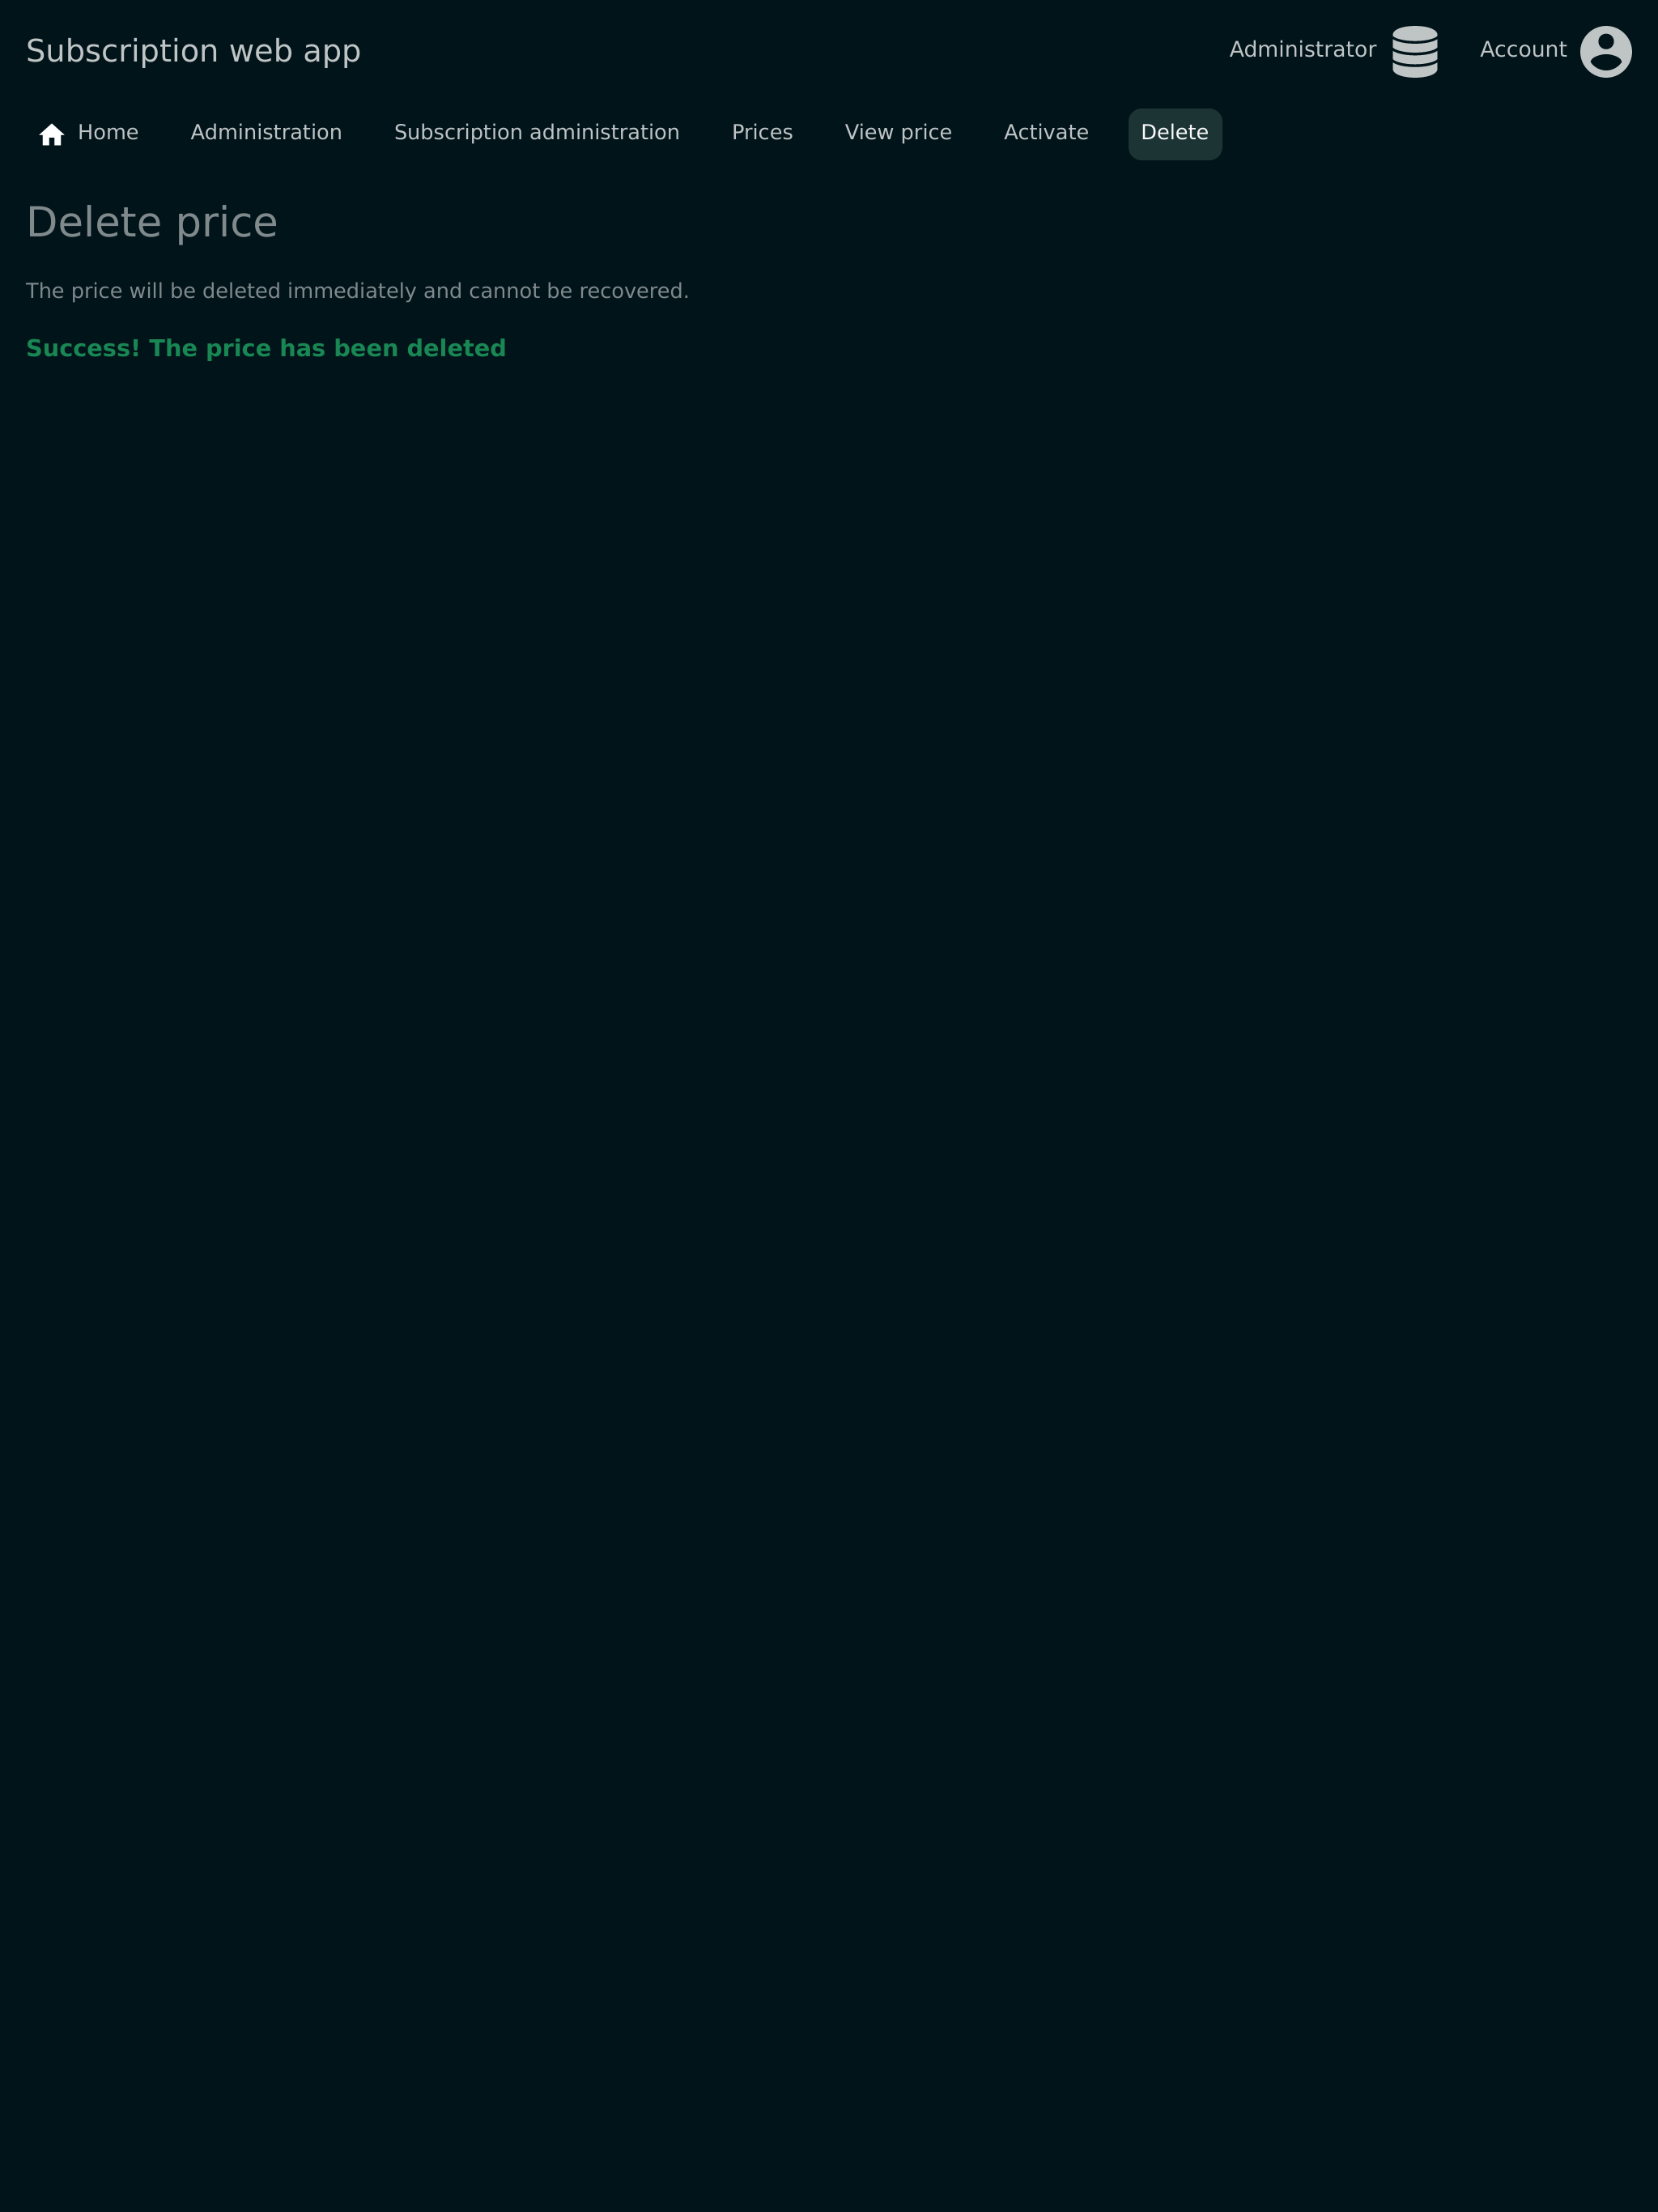 Subscription web app
Administrator
Account
Home
Administration
Subscription administration
Prices
View price
Activate
Delete
Delete price
The price will be deleted immediately and cannot be recovered.
Success! The price has been deleted